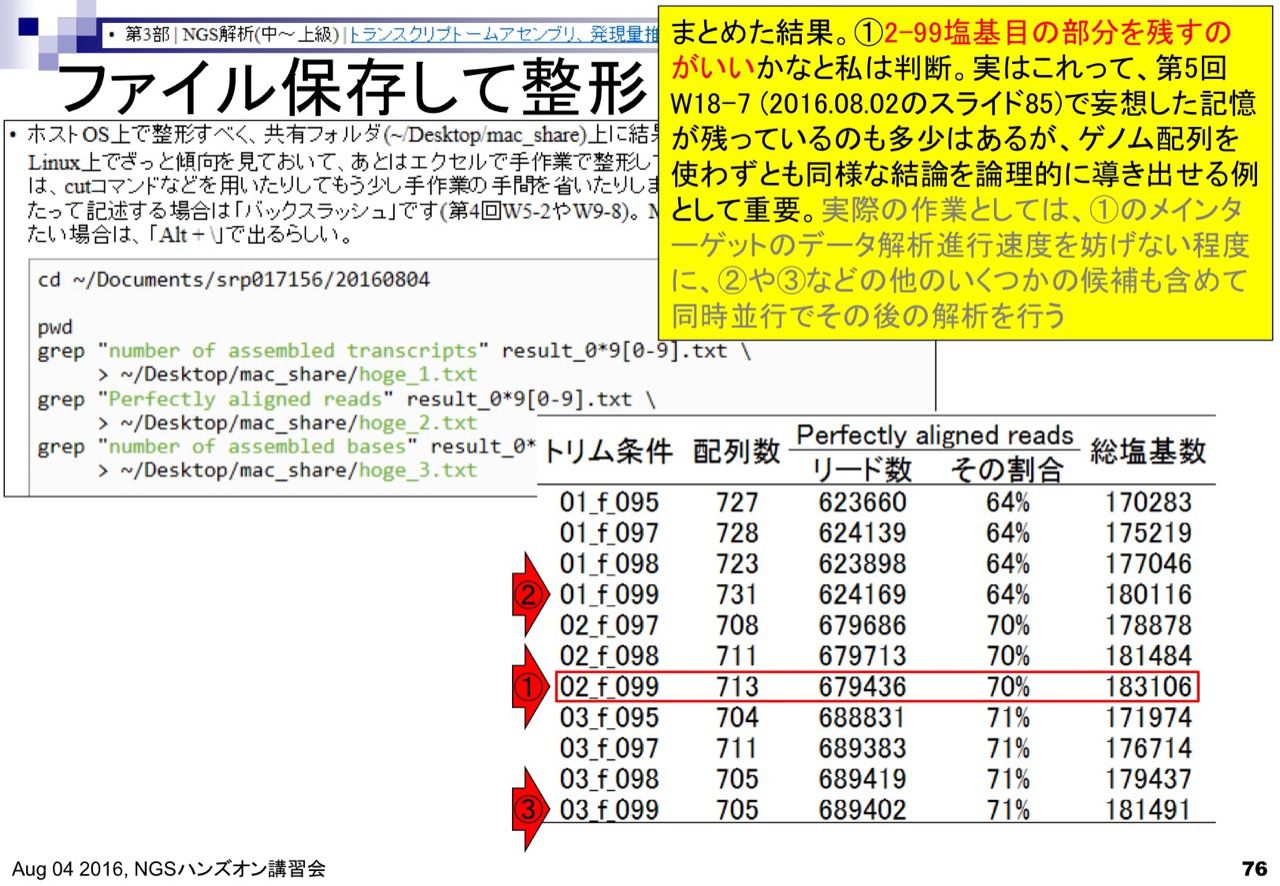 • 第3部 | NGS解析(中～上級) | トランスクリプトームアセンブリ、発現量推
ファイル保存して整形
まとめた結果。①2-99塩基目の部分を残すの
がいいかなと私は判断。実はこれって、第5回
W18-7 (2016.08.02のスライド85)で妄想した記憶
が残っているのも多少はあるが、ゲノム配列を
使わずとも同様な結論を論理的に導き出せる例
として重要。実際の作業としては、①のメインタ
ーゲットのデータ解析進行速度を妨げない程度
に、②や③などの他のいくつかの候補も含めて
同時並行でその後の解析を行う
• ホストOS上で整形すべく、共有フォルダ(~/Desktop/mac_share)上に結果
Linux上でざっと傾向を見ておいて、あとはエクセルで手作業で整形して
は、cutコマンドなどを用いたりしてもう少し手作業の手間を省いたりしま
たって記述する場合は「バックスラッシュ」です(第4回W5-2やW9-8)。M
たい場合は、「Alt + \」で出るらしい。
cd ~/Documents/srp017156/20160804
pwd
grep "number of assembled transcripts" result_0*9[0-9].txt \
> ~/Desktop/mac_share/hoge_1.txt
grep "Perfectly aligned reads" result_0*9[0-9].txt \
> ~/Desktop/mac_share/hoge_2.txt
grep "number of assembled bases" result_0*
> ~/Desktop/mac_share/hoge_3.txt
トリム条件 配列数 Perfectly aligned reads 総塩基数
リード数 その割合
01_f_095 727 623660 64% 170283
01_f_097 728 624139 64% 175219
01_f_098 723 623898 64% 177046
② 01_f_099 731 624169 64% 180116
02_f_097 708 679686 70% 178878
02_f_098 711 679713 70% 181484
① 02_f_099 713 679436 70% 183106
03_f_095 704 688831 71% 171974
03_f_097 711 689383 71% 176714
03_f_098 705 689419 71% 179437
③ 03_f_099 705 689402 71% 181491
Aug 04 2016, NGSハンズオン講習会
76